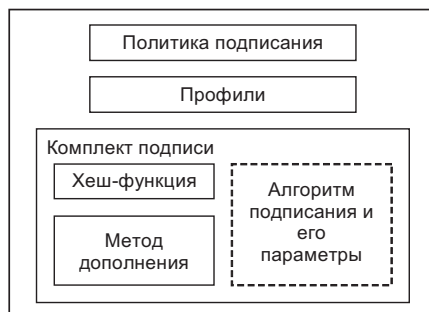 Политика подписания
Профили
Комплект подписи
Хеш-функция
Метод
дополнения
Алгоритм
подписания и
его
параметры